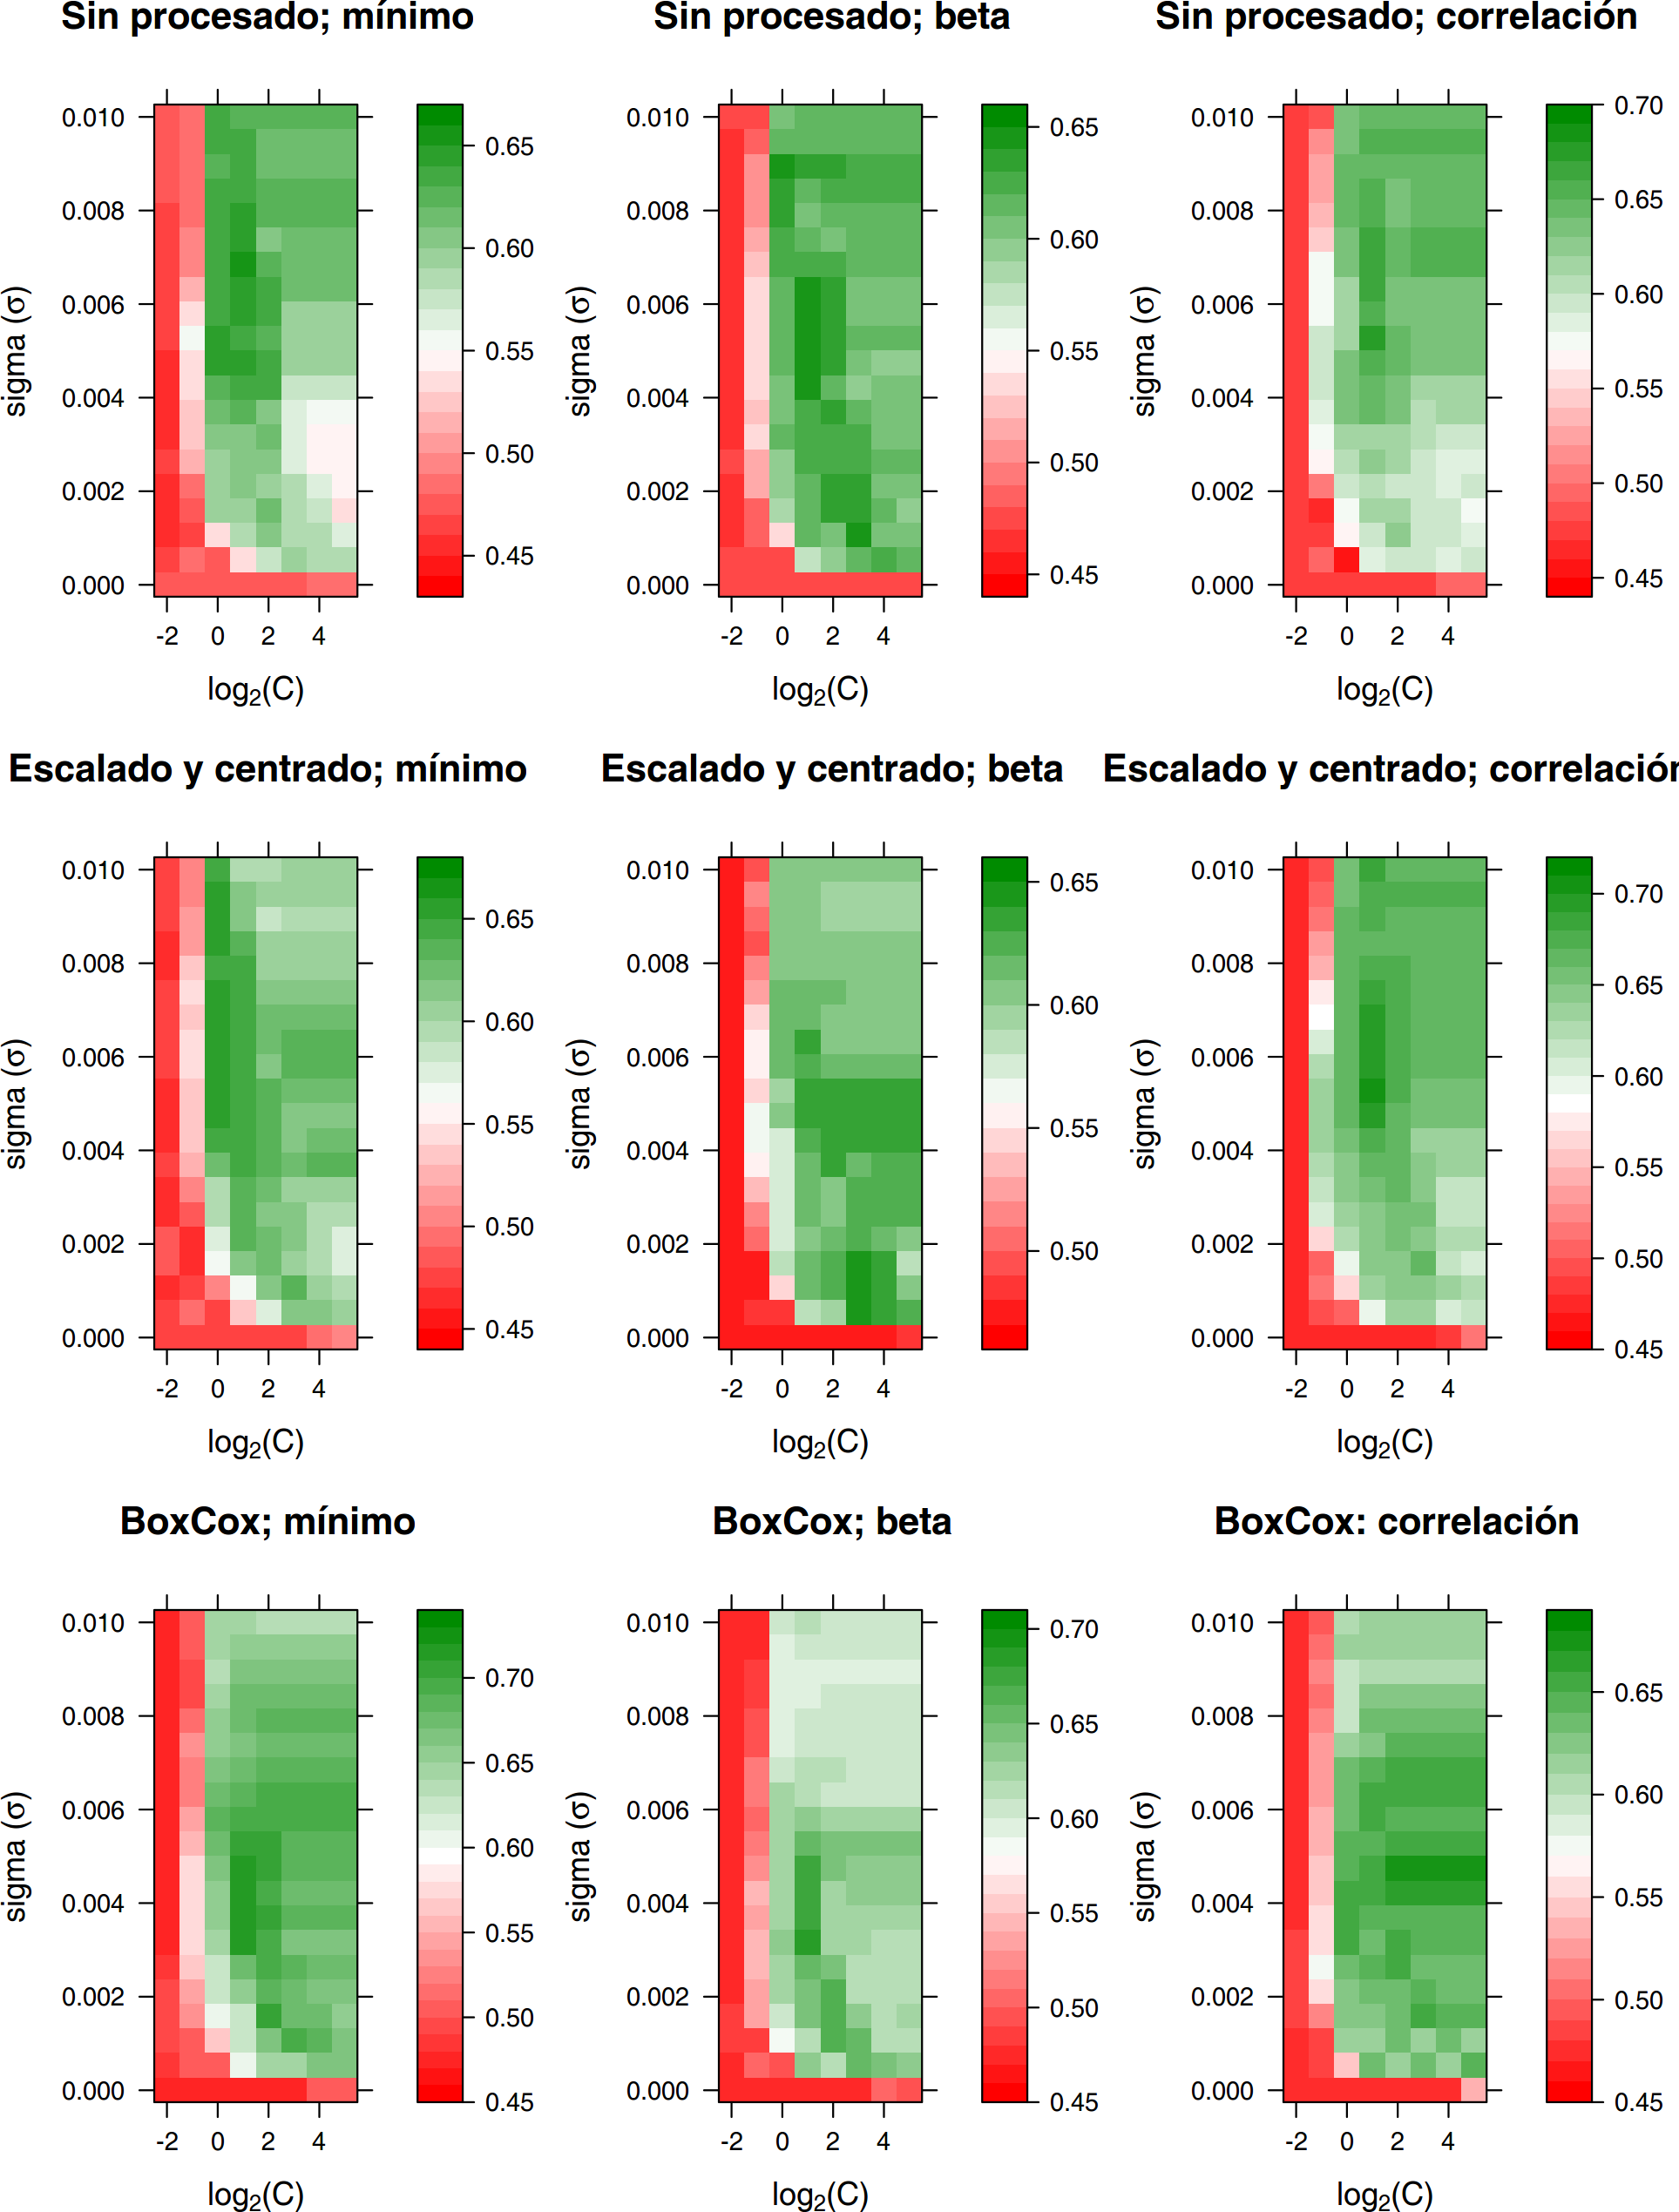 Sin procesado; mínimo
Sin procesado; beta
Sin procesado; correlación
0.010
0.008
0.006
0.004
0.002
0.000
sigma (σ)
-2 0 2 4
log2(C)
0.65
0.60
0.55
0.50
0.45
0.010
0.008
0.006
0.004
0.002
0.000
sigma (σ)
-2 0 2 4
log2(C)
0.65
0.60
0.55
0.50
0.45
0.010
0.008
0.006
0.004
0.002
0.000
sigma (σ)
-2 0 2 4
log2(C)
0.70
0.65
0.60
0.55
0.50
0.45
Escalado y centrado; mínimo
Escalado y centrado; beta
Escalado y centrado; correlación
0.010
0.008
0.006
0.004
0.002
0.000
sigma (σ)
-2 0 2 4
log2(C)
0.65
0.60
0.55
0.50
0.45
0.010
0.008
0.006
0.004
0.002
0.000
sigma (σ)
-2 0 2 4
log2(C)
0.65
0.60
0.55
0.50
0.010
0.008
0.006
0.004
0.002
0.000
sigma (σ)
-2 0 2 4
log2(C)
0.70
0.65
0.60
0.55
0.50
0.45
BoxCox; mínimo
BoxCox; beta
BoxCox: correlación
0.010
0.008
0.006
0.004
0.002
0.000
sigma (σ)
-2 0 2 4
log2(C)
0.70
0.65
0.60
0.55
0.50
0.45
0.010
0.008
0.006
0.004
0.002
0.000
sigma (σ)
-2 0 2 4
log2(C)
0.70
0.65
0.60
0.55
0.50
0.45
0.010
0.008
0.006
0.004
0.002
0.000
sigma (σ)
-2 0 2 4
log2(C)
0.65
0.60
0.55
0.50
0.45